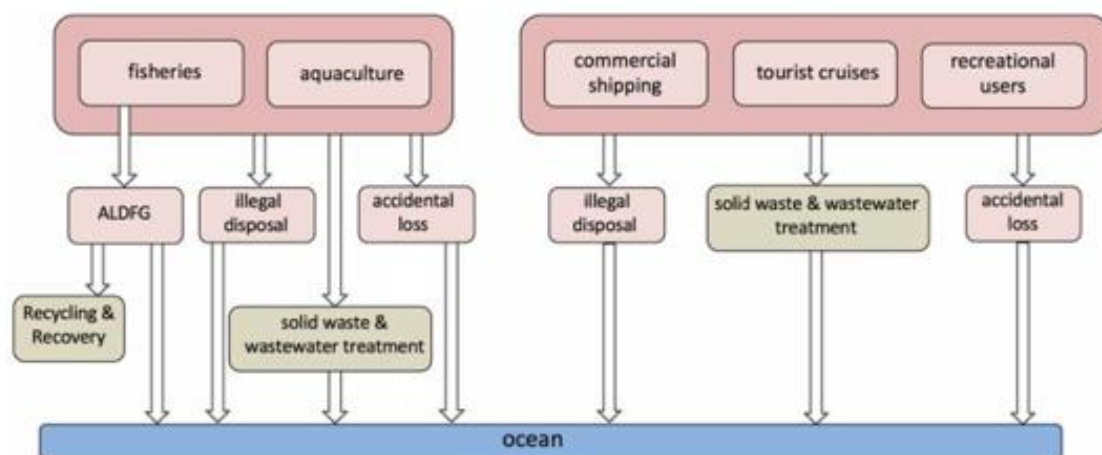 fisheries
aquaculture
commercial
shipping
tourist cruises
recreational
users
ALDFG
illegal
disposal
accidental
loss
illegal
disposal
solid waste & wastewater
treatment
accidental
loss
Recycling &
Recovery
solid waste &
wastewater treatment
ocean